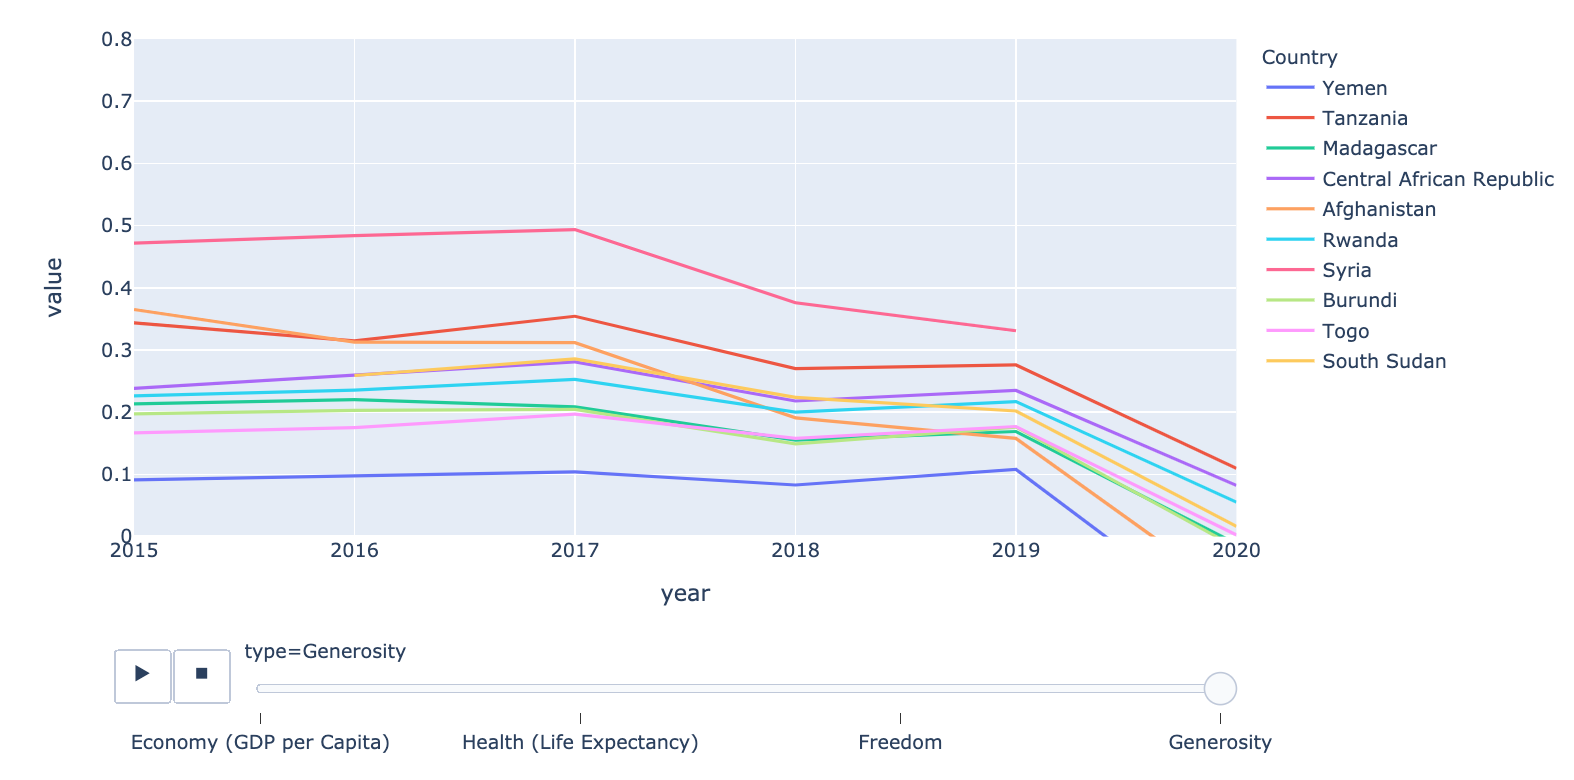 0.8
0.7
0.6
0.5
0.4
0.3
0.2
0.1
0
value
2015 2016 2017 2018 2019 2020
year
Country
Yemen
Tanzania
Madagascar
Central African Republic
Afghanistan
Rwanda
Syria
Burundi
Togo
South Sudan
type=Generosity
Economy (GDP per Capita) Health (Life Expectancy) Freedom Generosity